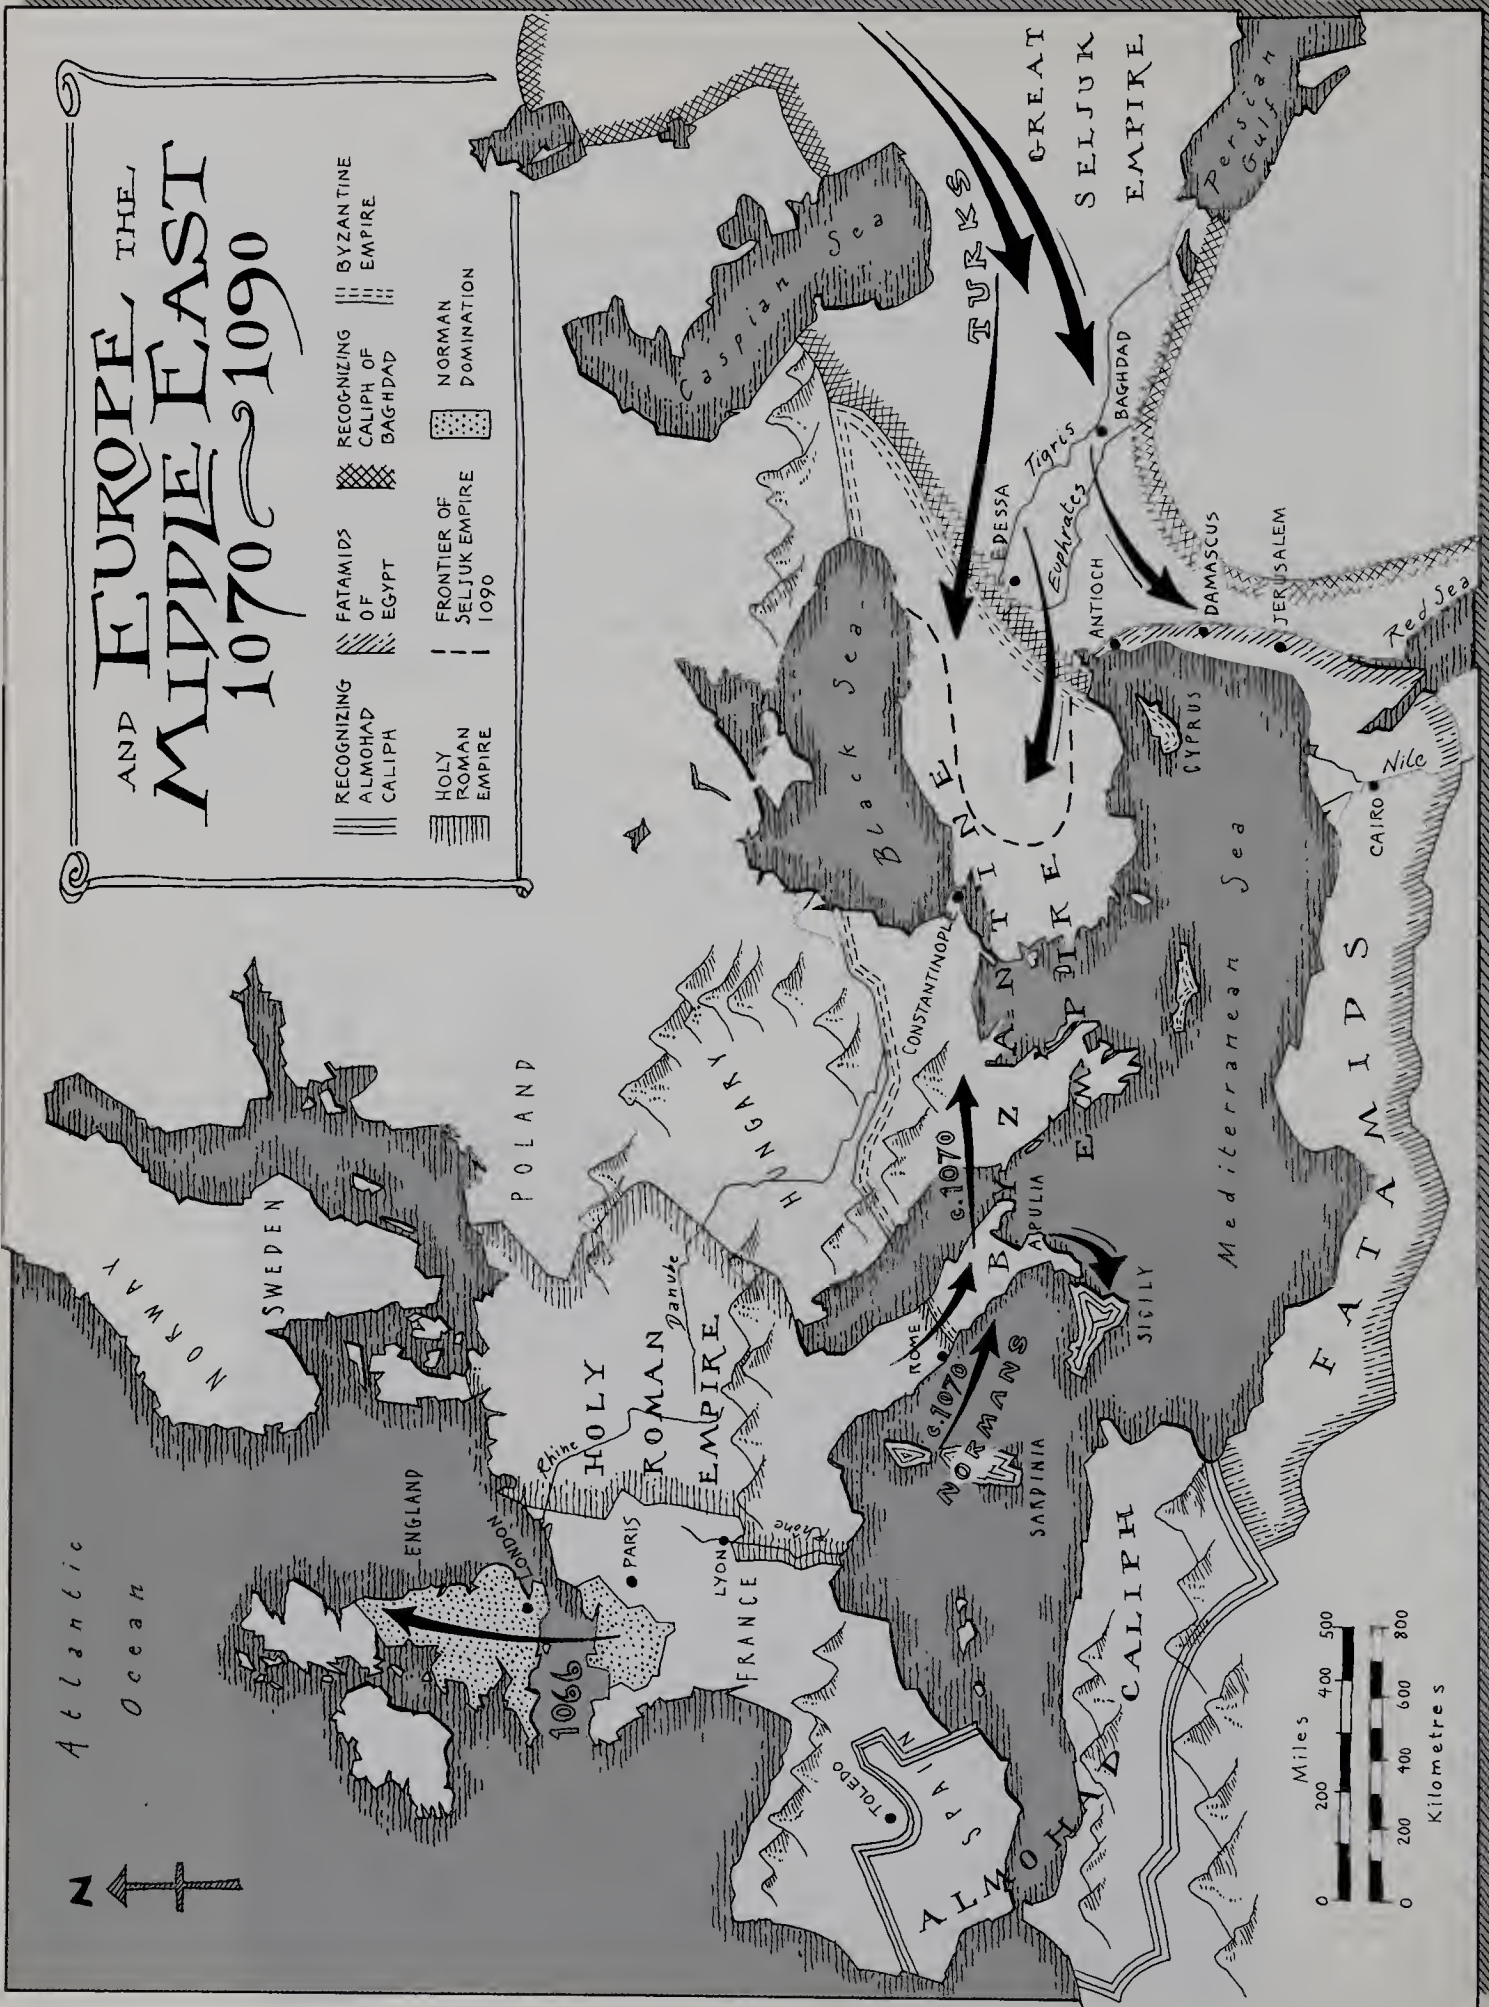 EUROPE
AND THE
MIDDLE EAST
1070~1090
RECOGNIZING
ALMOHAD
CALIPH
FATAMIDS
OF
EGYPT
RECOGNIZING
CALIPH OF
BAGHDAD
BYZANTINE
EMPIRE
HOLY
ROMAN
EMPIRE
FRONTIER OF
SELJUK EMPIRE
1090
NORMAN
DOMINATION
N
Atlantic
Ocean
NORWAY
SWEDEN
ENGLAND
LONDON
1066
PARIS
LYON
FRANCE
Rhine
Rhône
HOLY
ROMAN
EMPIRE
Danube
POLAND
HUNGARY
TOLEDO
SPAIN
ALMOHAD CALIPH
ROME
c.1070
NORMANS
SARDINIA
c.1070
APULIA
SICILY
CONSTANTINOPL
BYZANTINE
EMPIRE
Black Sea
Caspian Sea
TURKS
GREAT
SELJUK
EMPIRE
Persian
Gulf
BAGHDAD
Tigris
Euphrates
EDESSA
ANTIOCH
DAMASCUS
JERUSALEM
Red Sea
CYPRUS
Mediterranean Sea
Nile
CAIRO
FATAMIDS
Miles
0 200 400 500
0 200 400 600 800
Kilometres